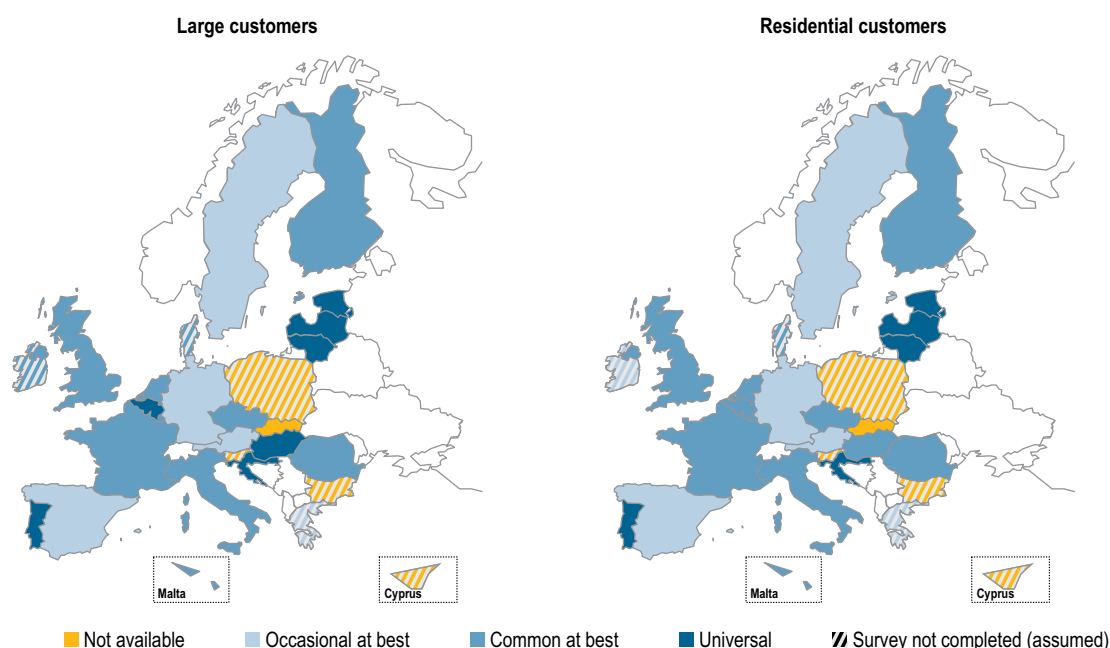 Large customers
Residential customers
Malta
Cyprus
Malta
Cyprus
Not available
Occasional at best
Common at best
Universal
Survey not completed (assumed)